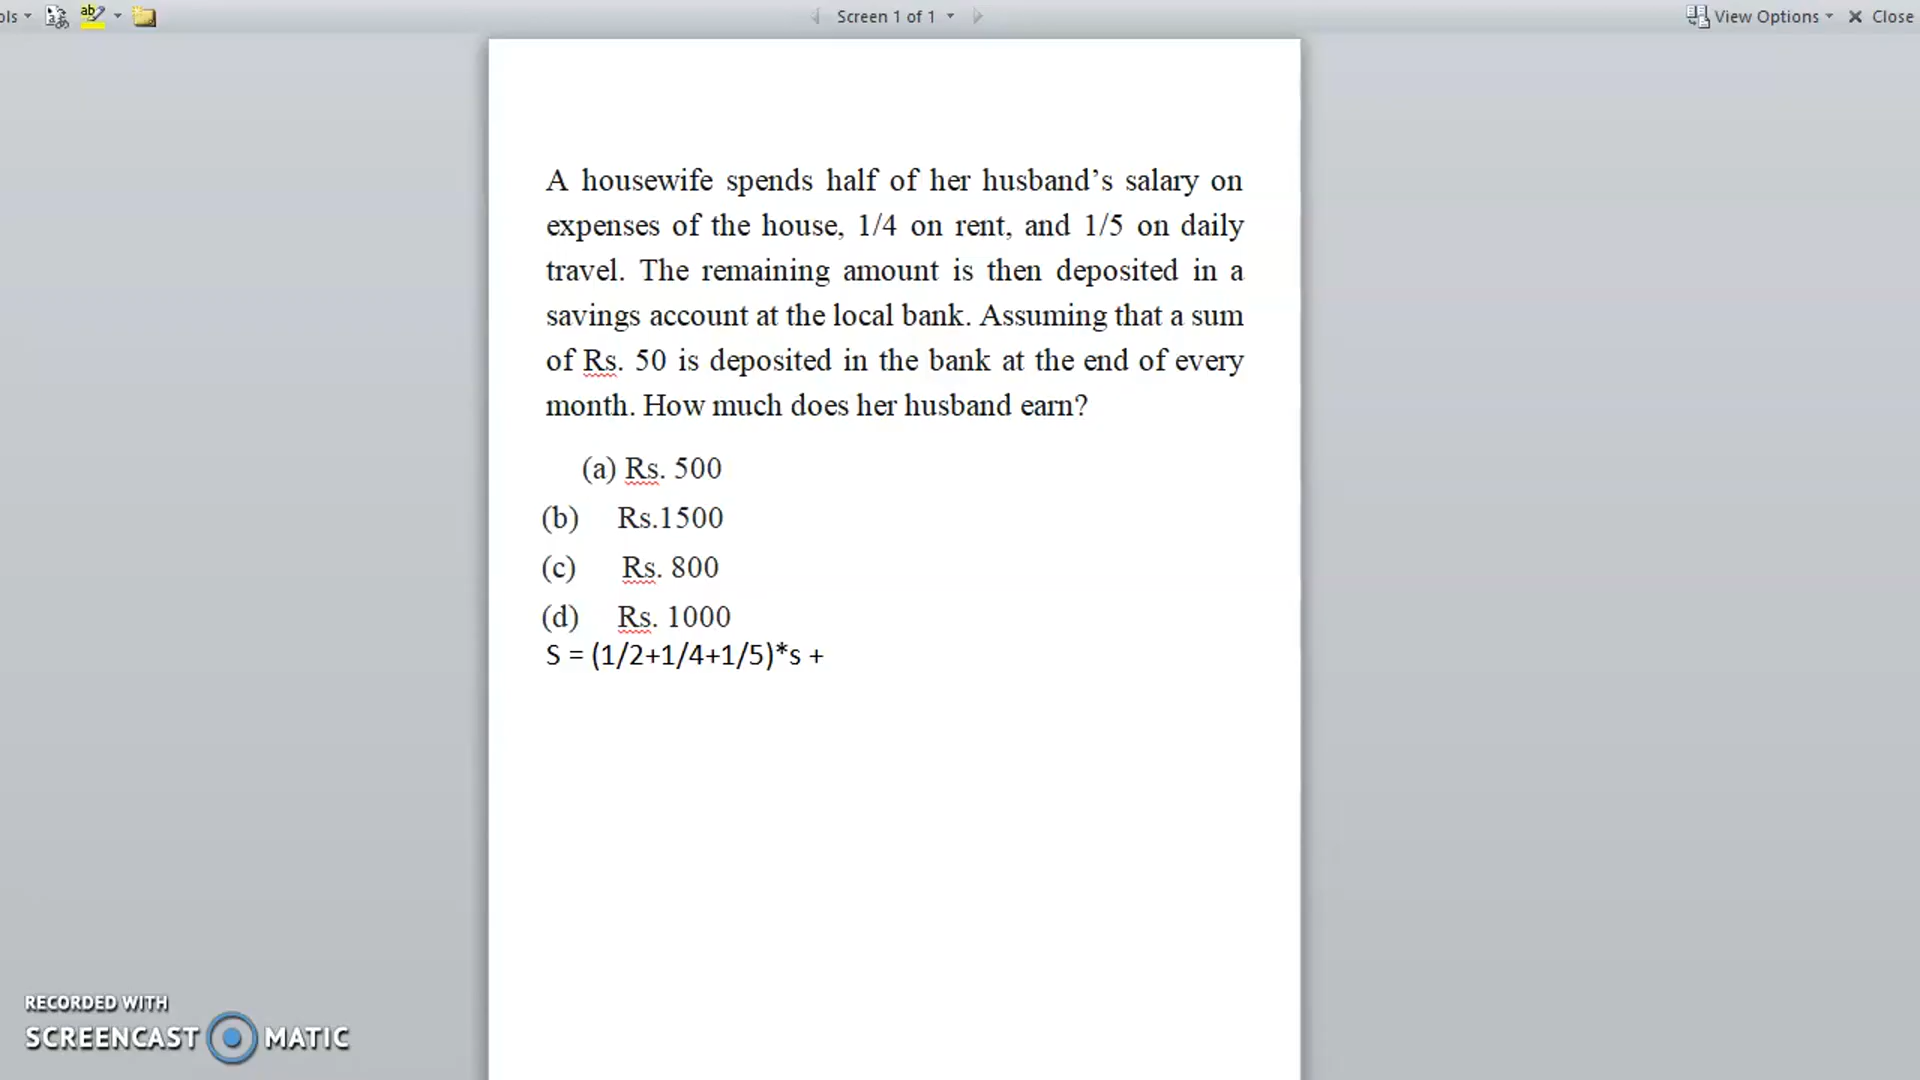 ols
Screen 1 of 1
View Options
Close
A housewife spends half of her husband’s salary on
expenses of the house, 1/4 on rent, and 1/5 on daily
travel. The remaining amount is then deposited in a
savings account at the local bank. Assuming that a sum
of Rs. 50 is deposited in the bank at the end of every
month. How much does her husband earn?
(a) Rs. 500
(b) Rs.1500
(c) Rs. 800
(d) Rs. 1000
S = (1/2+1/4+1/5)*s +
RECORDED WITH
SCREENCAST MATIC